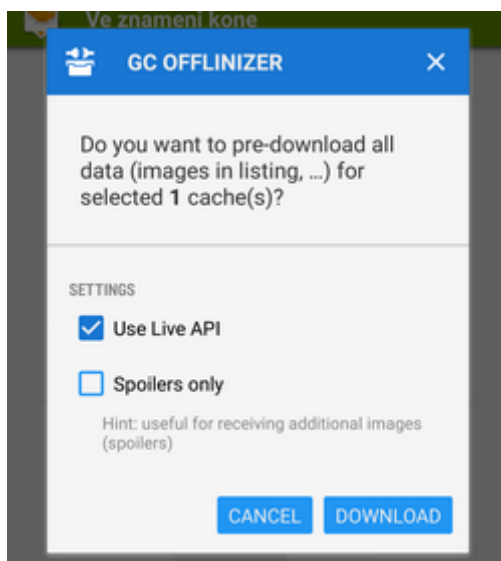 Ve znameni kone
GC OFFLINIZER
Do you want to pre-download all
data (images in listing, ...) for
selected 1 cache(s)?
SETTINGS
Use Live API
Spoilers only
Hint: useful for receiving additional images
(spoilers)
CANCEL DOWNLOAD